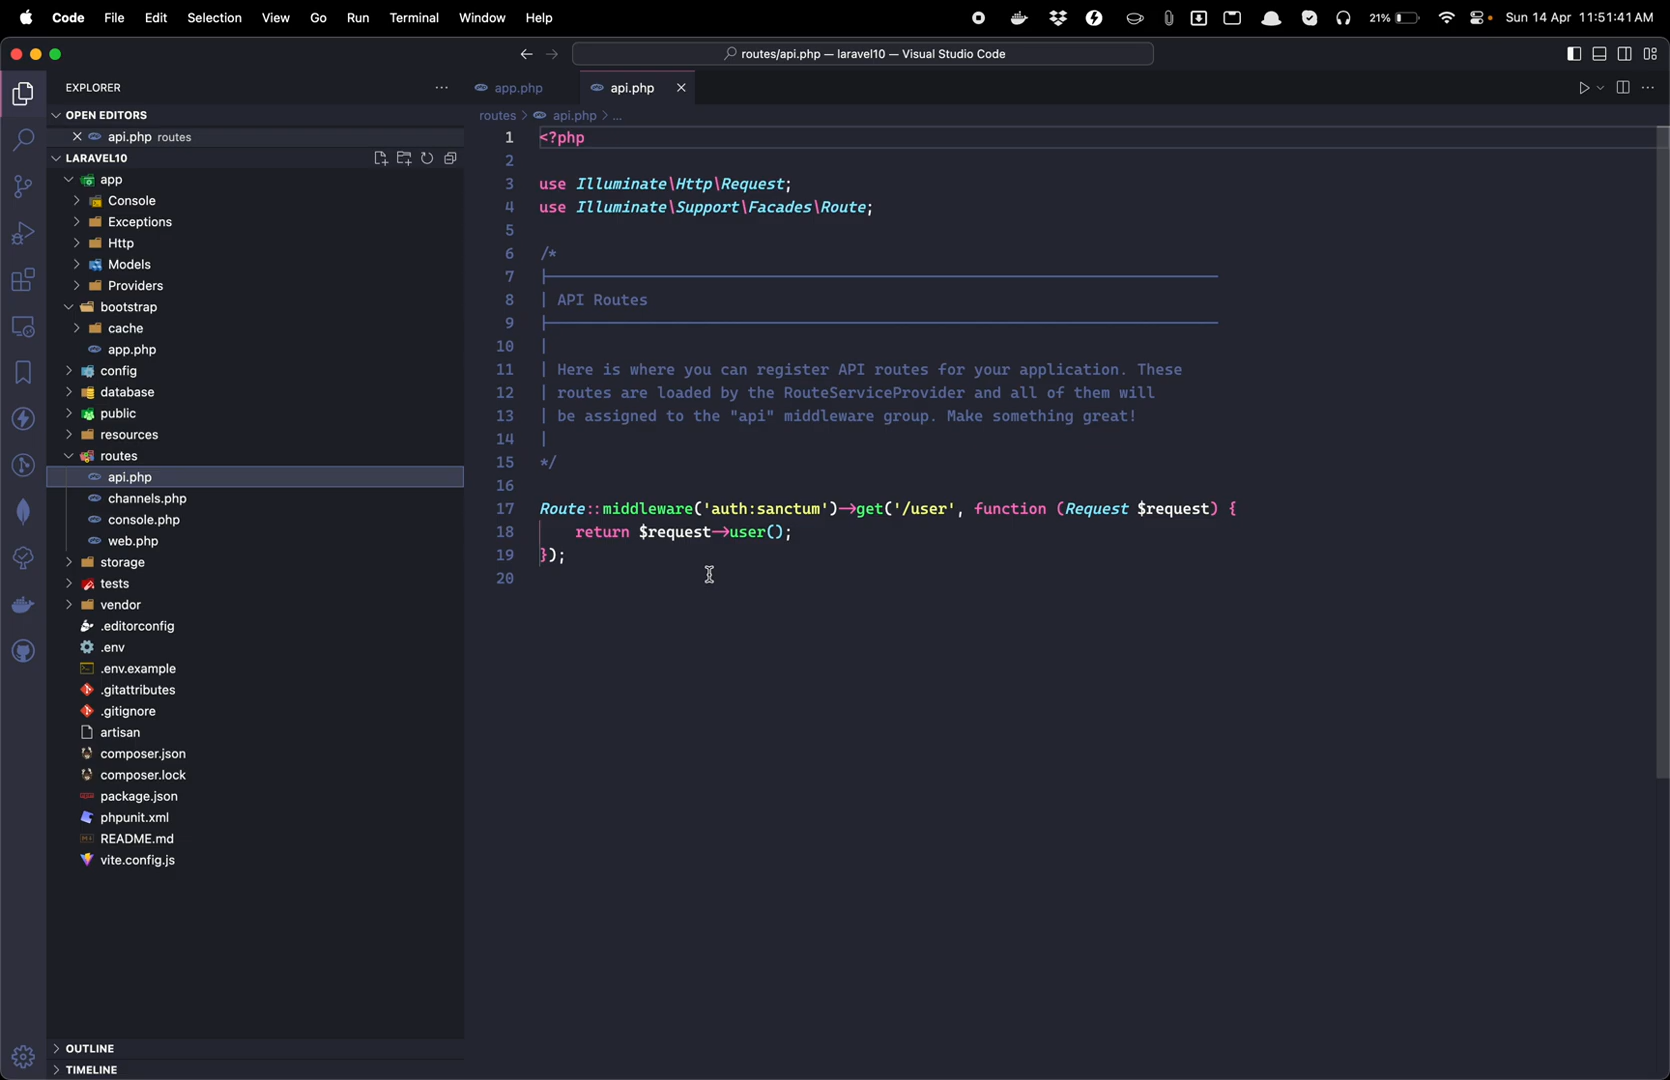 Code File Edit Selection View Go Run Terminal Window Help 21% Sun 14 Apr 11:51:41 AM
routes/api.php — laravel10 — Visual Studio Code
EXPLORER
OPEN EDITORS
api.php routes
LARAVEL10
app
Console
Exceptions
Http
Models
Providers
bootstrap
cache
app.php
config
database
public
resources
routes
api.php
channels.php
console.php
web.php
storage
tests
vendor
.editorconfig
.env
.env.example
.gitattributes
.gitignore
artisan
composer.json
composer.lock
package.json
phpunit.xml
README.md
vite.config.js
OUTLINE
TIMELINE
app.php api.php
routes > api.php > ...
1 <?php
2
3 use Illuminate\Http\Request;
4 use Illuminate\Support\Facades\Route;
5
6 /*
7 |--------------------------------------------------------------------------
8 | API Routes
9 |--------------------------------------------------------------------------
10 |
11 | Here is where you can register API routes for your application. These
12 | routes are loaded by the RouteServiceProvider and all of them will
13 | be assigned to the "api" middleware group. Make something great!
14 |
15 */
16
17 Route::middleware('auth:sanctum')->get('/user', function (Request $request) {
18 return $request->user();
19 });
20